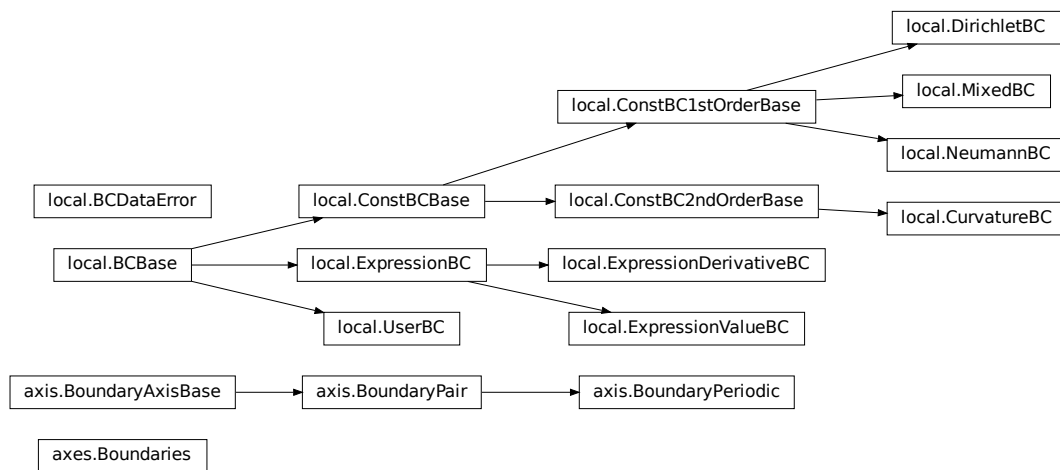 local.DirichletBC
local.MixedBC
local.ConstBC1stOrderBase
local.NeumannBC
local.BCDataError
local.ConstBCBase
local.ConstBC2ndOrderBase
local.CurvatureBC
local.BCBase
local.ExpressionBC
local.ExpressionDerivativeBC
local.UserBC
local.ExpressionValueBC
axis.BoundaryAxisBase
axis.BoundaryPair
axis.BoundaryPeriodic
axes.Boundaries